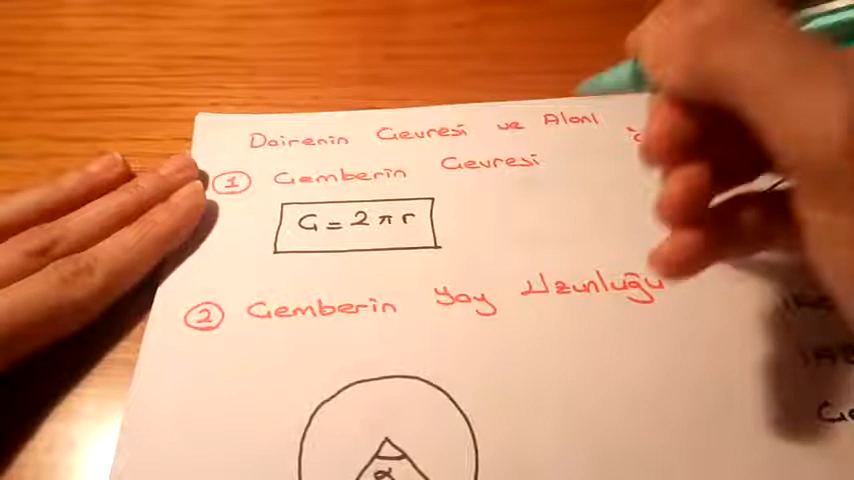 Dairenin Çevresi ve Alanı
① Çemberin Çevresi
Ç = 2πr
② Çemberin Yay Uzunluğu
α